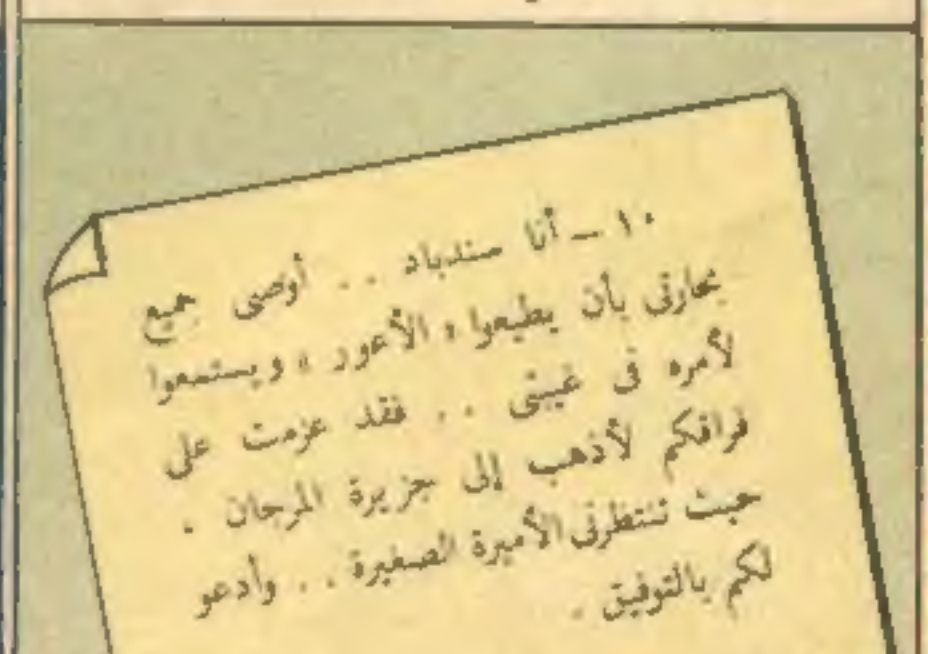 ١٠ – أنا سندباد . . أوصى جميع
بحارتى بأن يطيعوا « الأعور » ويستمعوا
لأمره فى غيبتى . . فقد عزمت على
فراقكم لأذهب إلى جزيرة المرجان .
حيث تنتظرنى الأميرة الصغيرة . . وأدعو
لكم بالتوفيق .